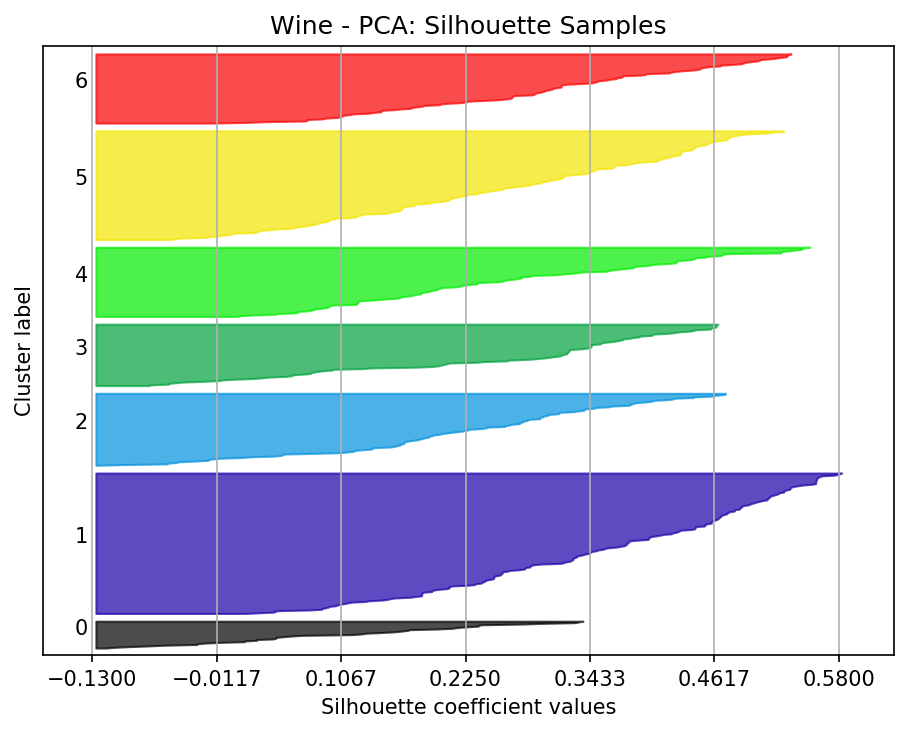 Wine - PCA: Silhouette Samples
Cluster label
6
5
4
3
2
1
0
−0.1300 −0.0117 0.1067 0.2250 0.3433 0.4617 0.5800
Silhouette coefficient values